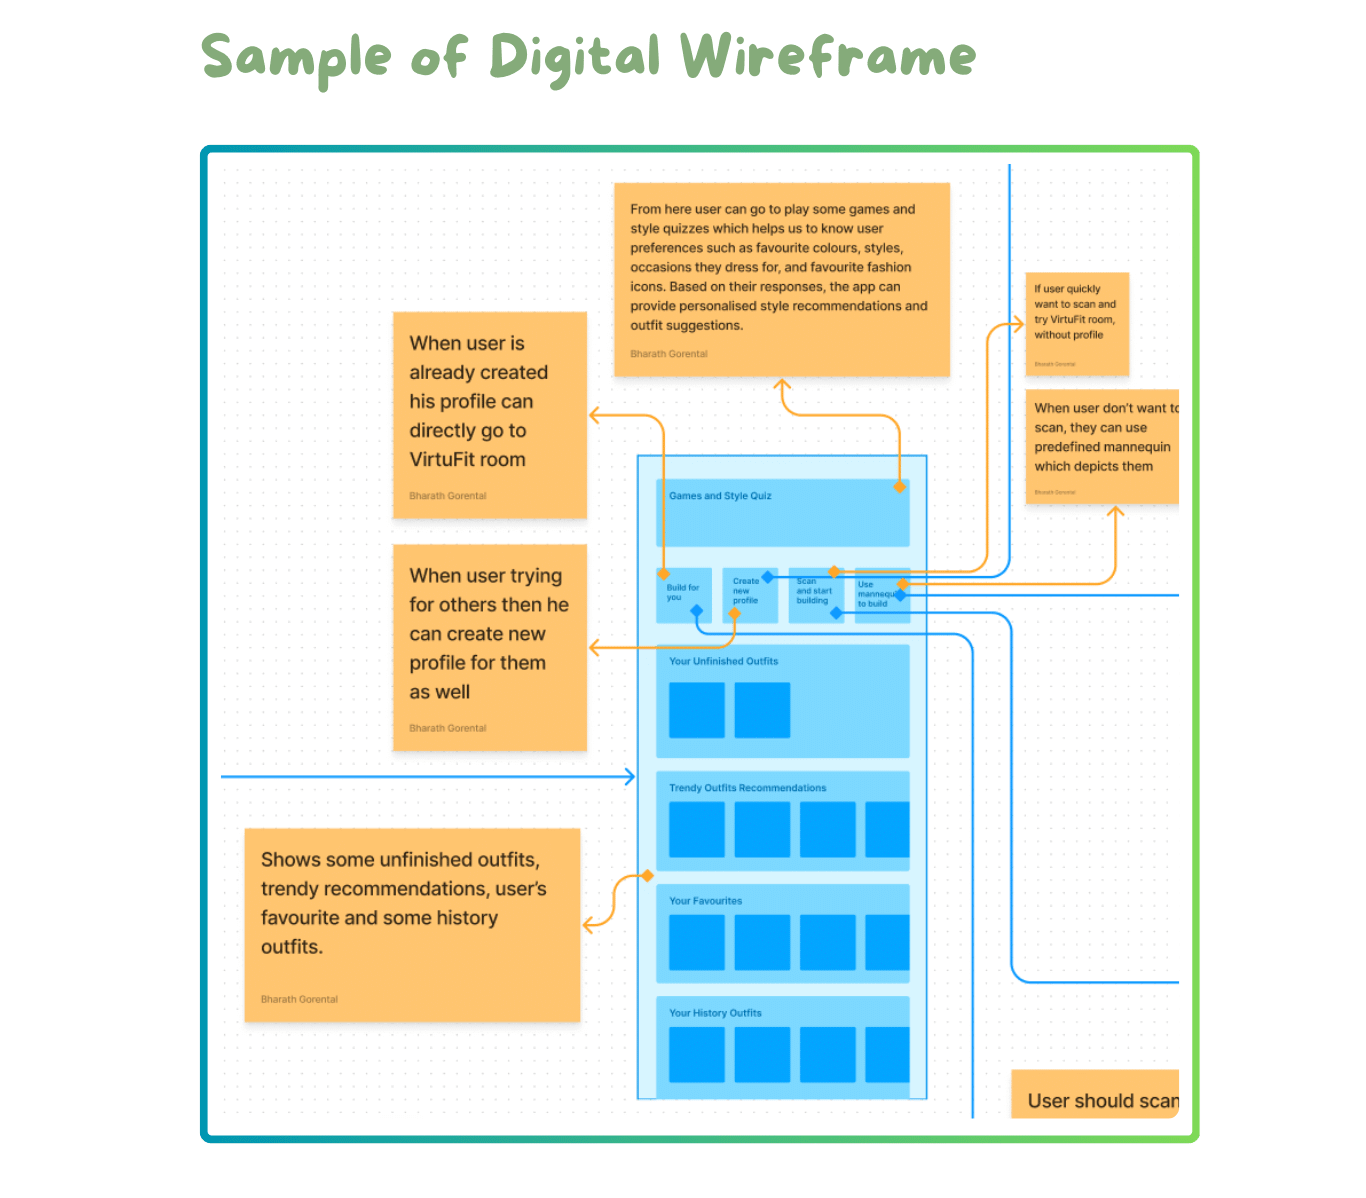 Sample of Digital Wireframe
From here user can go to play some games and
style quizzes which helps us to know user
preferences such as favourite colours, styles,
occasions they dress for, and favourite fashion
icons. Based on their responses, the app can
provide personalised style recommendations and
outfit suggestions.
Bharath Gorental
If user quickly
want to scan and
try VirtuFit room,
without profile
Bharath Gorental
When user is
already created
his profile can
directly go to
VirtuFit room
Bharath Gorental
When user don't want to
scan, they can use
predefined mannequin
which depicts them
Bharath Gorental
Games and Style Quiz
When user trying
for others then he
can create new
profile for them
as well
Bharath Gorental
Build for
you
Create
new
profile
Scan
and start
building
Use
mannequ
to build
Your Unfinished Outfits
Trendy Outfits Recommendations
Shows some unfinished outfits,
trendy recommendations, user's
favourite and some history
outfits.
Bharath Gorental
Your Favourites
Your History Outfits
User should scan